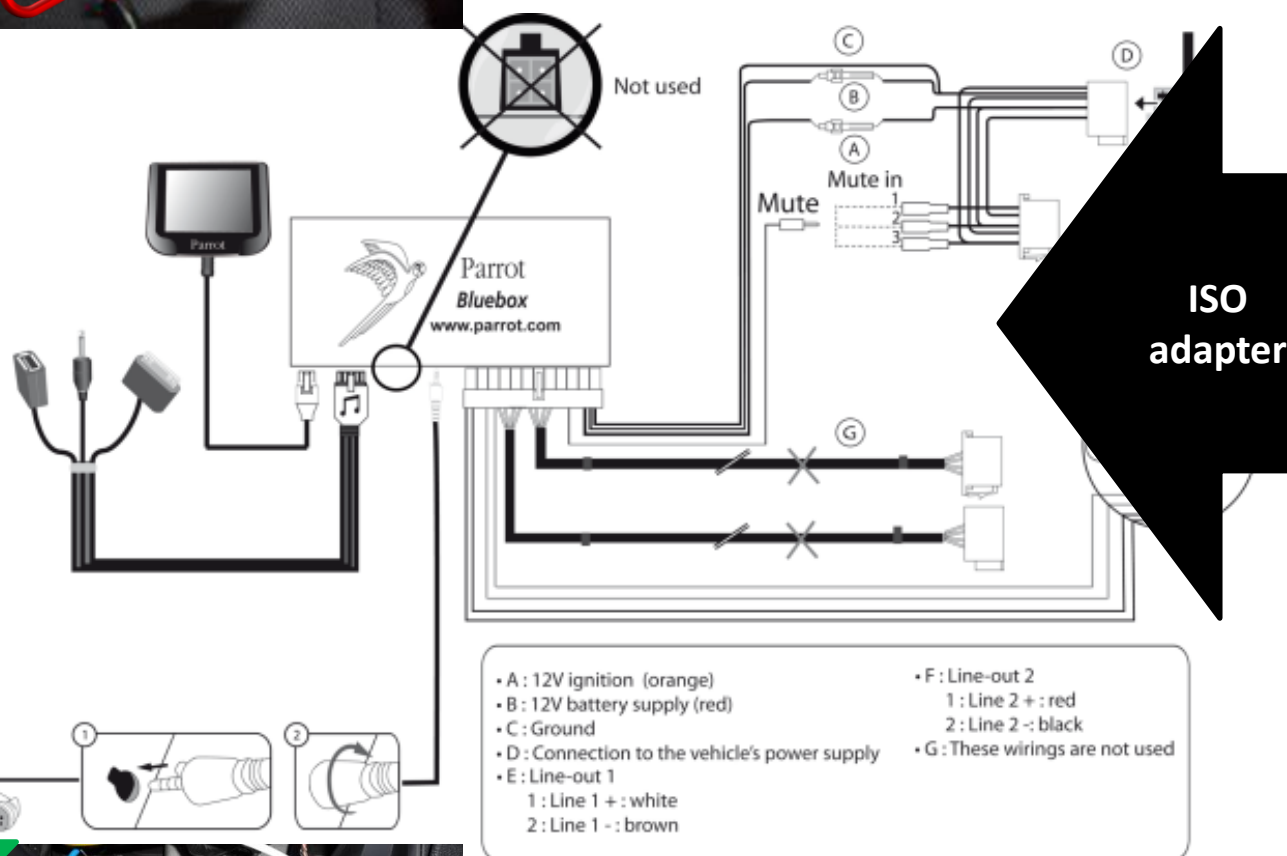 Not used
C
B
A
D
Mute in
1
2
3
Mute
Parrot
Parrot
Bluebox
www.parrot.com
ISO
adapter
G
1
2
• A : 12V ignition (orange)
• B : 12V battery supply (red)
• C : Ground
• D : Connection to the vehicle's power supply
• E : Line-out 1
1 : Line 1 + : white
2 : Line 1 - : brown
• F : Line-out 2
1 : Line 2 + : red
2 : Line 2 -: black
• G : These wirings are not used